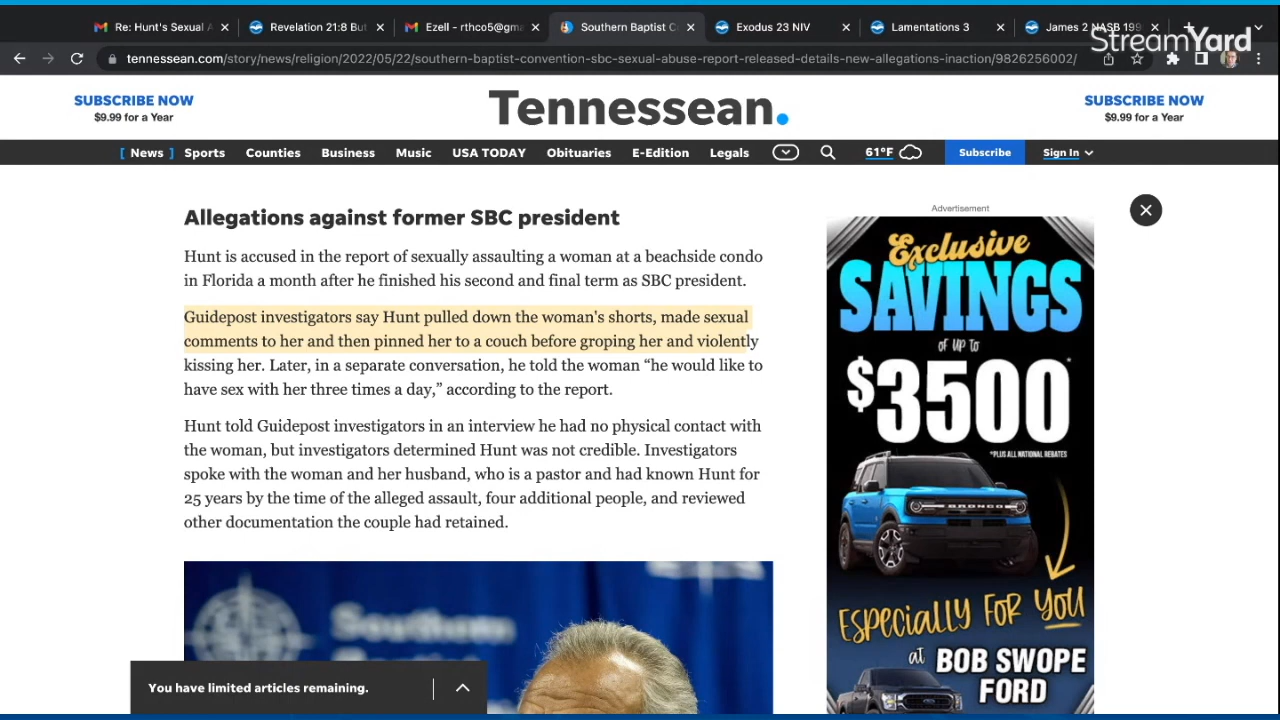 Re: Hunt's Sexual A
Revelation 21:8 But
Ezell - rthco5@gma
Southern Baptist C
Exodus 23 NIV
Lamentations 3
James 2 NASB 199
StreamYard
tennessean.com/story/news/religion/2022/05/22/southern-baptist-convention-sbc-sexual-abuse-report-released-details-new-allegations-inaction/9826256002/
SUBSCRIBE NOW
$9.99 for a Year
Tennessean.
SUBSCRIBE NOW
$9.99 for a Year
[ News ] Sports Counties Business Music USA TODAY Obituaries E-Edition Legals 61°F Subscribe Sign In
Allegations against former SBC president
Hunt is accused in the report of sexually assaulting a woman at a beachside condo
in Florida a month after he finished his second and final term as SBC president.
Guidepost investigators say Hunt pulled down the woman's shorts, made sexual
comments to her and then pinned her to a couch before groping her and violently
kissing her. Later, in a separate conversation, he told the woman “he would like to
have sex with her three times a day,” according to the report.
Hunt told Guidepost investigators in an interview he had no physical contact with
the woman, but investigators determined Hunt was not credible. Investigators
spoke with the woman and her husband, who is a pastor and had known Hunt for
25 years by the time of the alleged assault, four additional people, and reviewed
other documentation the couple had retained.
Southern
You have limited articles remaining.
Advertisement
Exclusive
SAVINGS
OF UP TO
$3500*
*PLUS ALL NATIONAL REBATES
BRONCO
ESPECIALLY FOR YOU
at BOB SWOPE
FORD